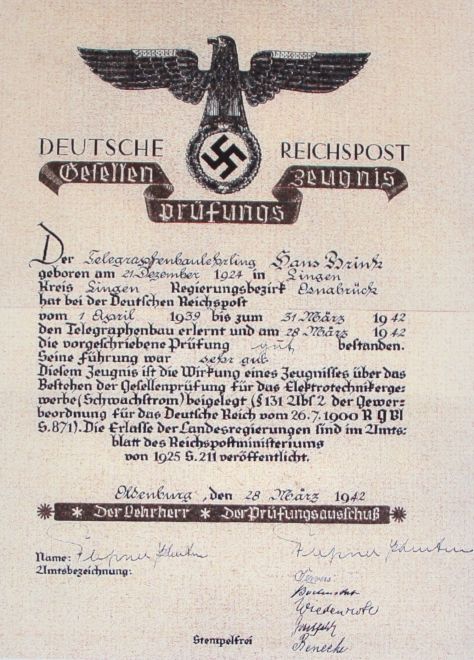 DEUTSCHE REICHSPOST
Gesellen prüfungs zeugnis
Der Telegraphenbaulehrling Hans Brink
geboren am 21. Dezember 1924 in Lingen
Kreis Lingen Regierungsbezirk Osnabrück
hat bei der Deutschen Reichspost
vom 1 April 1939 bis zum 31. März 1942
den Telegraphenbau erlernt und am 28 März 1942
die vorgeschriebene Prüfung gut bestanden.
Seine Führung war sehr gut
Diesem Zeugnis ist die Wirkung eines Zeugnisses über das
Bestehen der Gesellenprüfung für das Elektrotechnikerge-
werbe (Schwachstrom) beigelegt (§ 131 Abs 2 der Gewer-
beordnung für das Deutsche Reich vom 26.7.1900 RGBl
S. 871). Die Erlasse der Landesregierungen sind im Amts-
blatt des Reichspostministeriums
von 1925 S. 211 veröffentlicht.
Oldenburg, den 28 März 1942
* Der Lehrherr * Der Prüfungsausschuß
Name:
Amtsbezeichnung:
Wiedenroth
Benecke
Stempelfrei